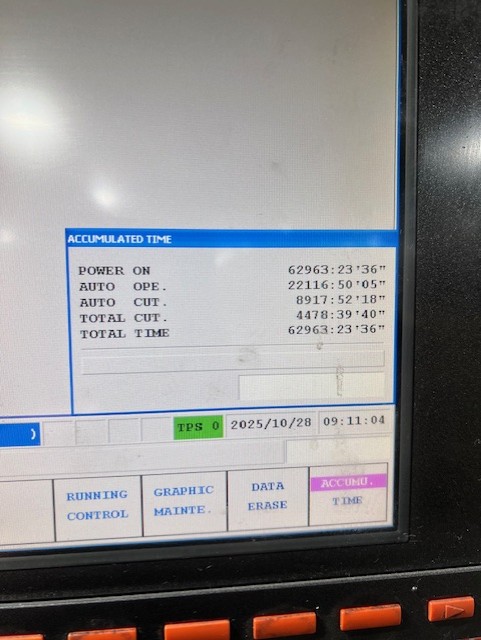 ACCUMULATED TIME
POWER ON 62963:23'36"
AUTO OPE. 22116:50'05"
AUTO CUT. 8917:52'18"
TOTAL CUT. 4478:39'40"
TOTAL TIME 62963:23'36"
) TPS 0 2025/10/28 09:11:04
RUNNING CONTROL
GRAPHIC MAINTE.
DATA ERASE
ACCUMU. TIME